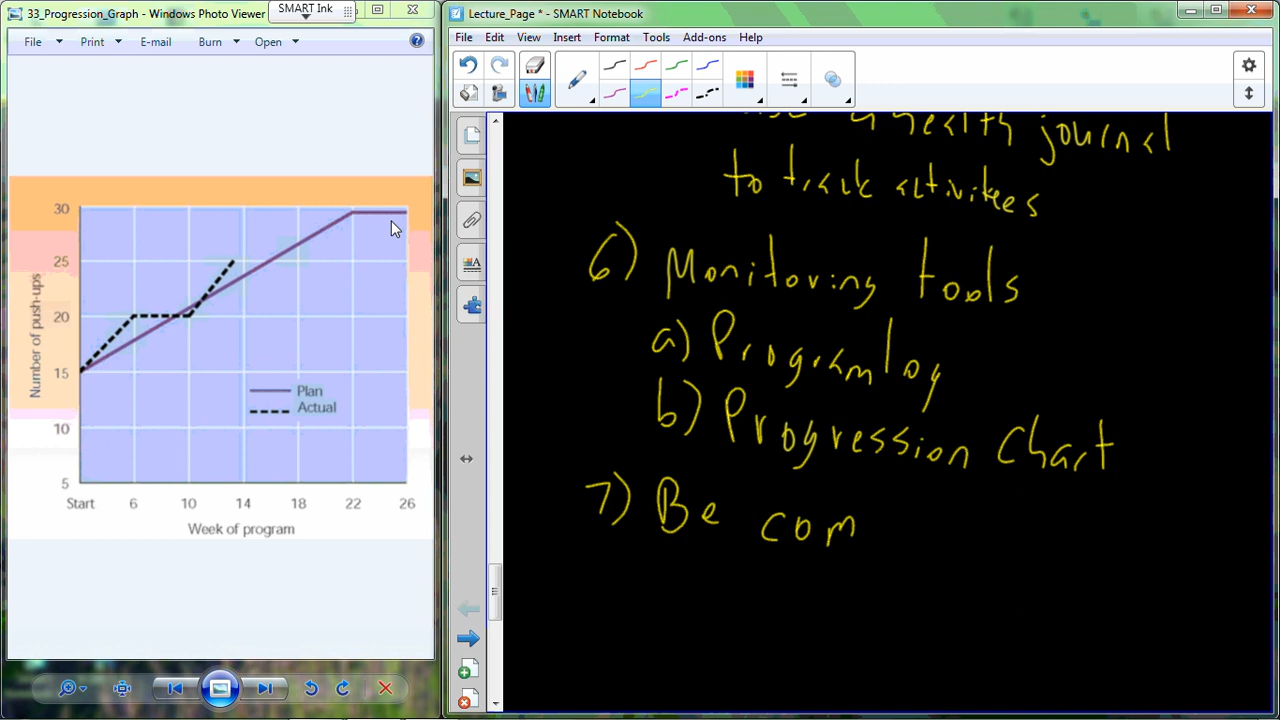 33_Progression_Graph - Windows Photo Viewer
SMART Ink
File Print E-mail Burn Open
30
25
20
15
10
5
Number of push-ups
Plan
Actual
Start 6 10 14 18 22 26
Week of program
Lecture_Page * - SMART Notebook
File Edit View Insert Format Tools Add-ons Help
a health journal
to track activities
6) Monitoring tools
a) Program log
b) Progression Chart
7) Be com